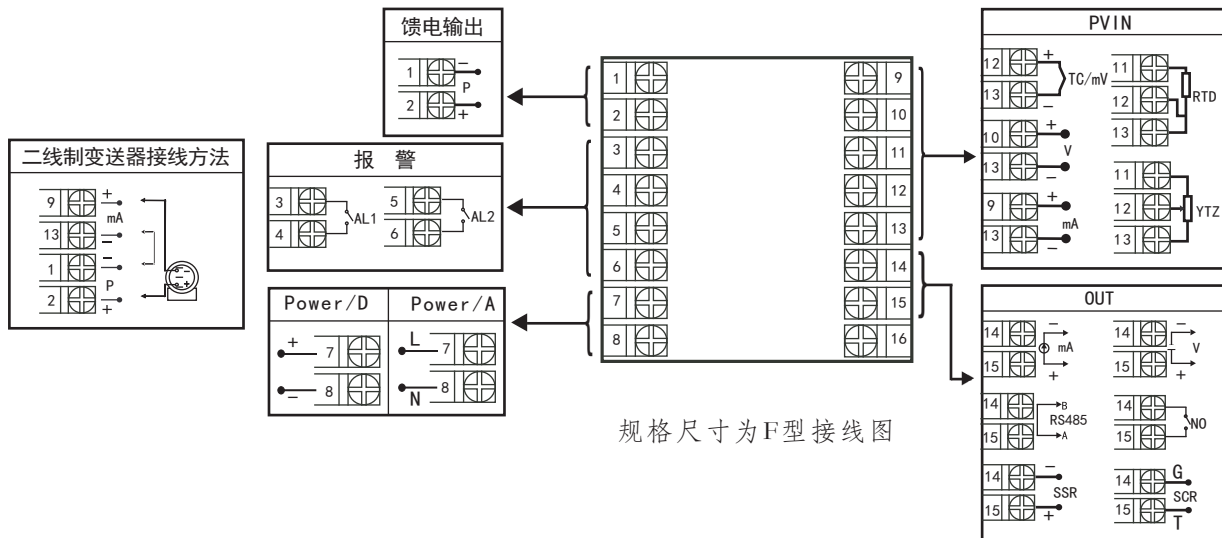 馈电输出
1 −
P
2 +
二线制变送器接线方法
9 +
mA
13 −
1 −
P
2 +
报 警
3 5
AL1 AL2
4 6
Power/D Power/A
+ 7 L 7
− 8 N 8
1 9
2 10
3 11
4 12
5 13
6 14
7 15
8 16
规格尺寸为F型接线图
PVIN
12 +
TC/mV
13 −
11
12 RTD
13
10 +
V
13 −
9 +
mA
13 −
11
12 YTZ
13
OUT
14 −
mA
15 +
14 −
V
15 +
14 B
RS485
15 A
14
NO
15
14 −
SSR
15 +
14 G
SCR
15 T